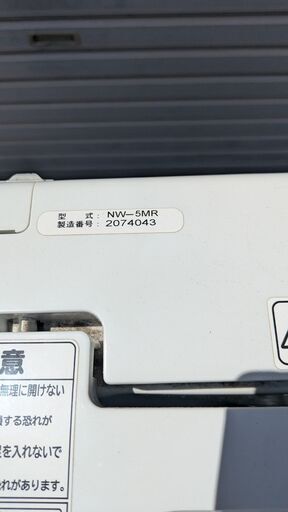 型 式： NW-5MR
製造番号： 2074043
意
無理に開けない
する恐れが
を入れないで
れがあります。